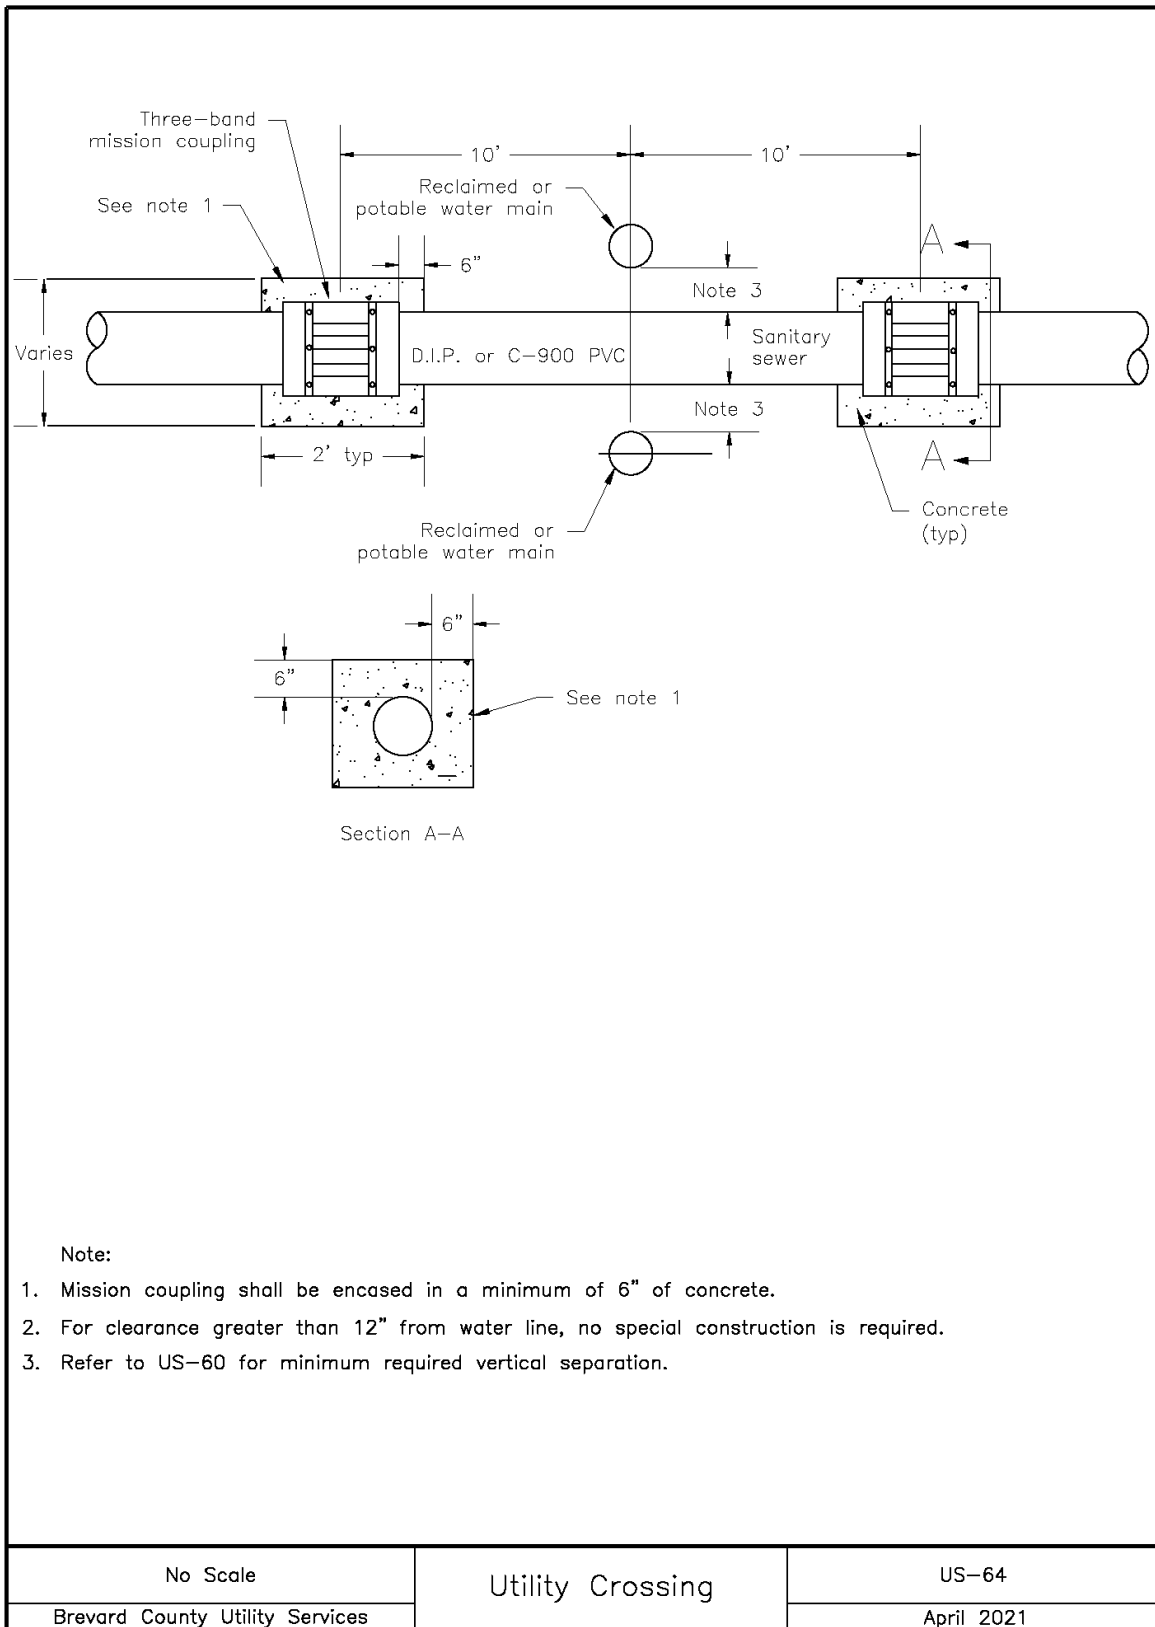 Three-band
mission coupling
10'
10'
Reclaimed or
potable water main
See note 1
A
6"
Note 3
Varies
D.I.P. or C-900 PVC
Sanitary
sewer
Note 3
2' typ
A
Concrete
(typ)
Reclaimed or
potable water main
6"
6"
See note 1
Section A-A
Note:
1. Mission coupling shall be encased in a minimum of 6" of concrete.
2. For clearance greater than 12" from water line, no special construction is required.
3. Refer to US-60 for minimum required vertical separation.
No Scale
Utility Crossing
US-64
Brevard County Utility Services
April 2021